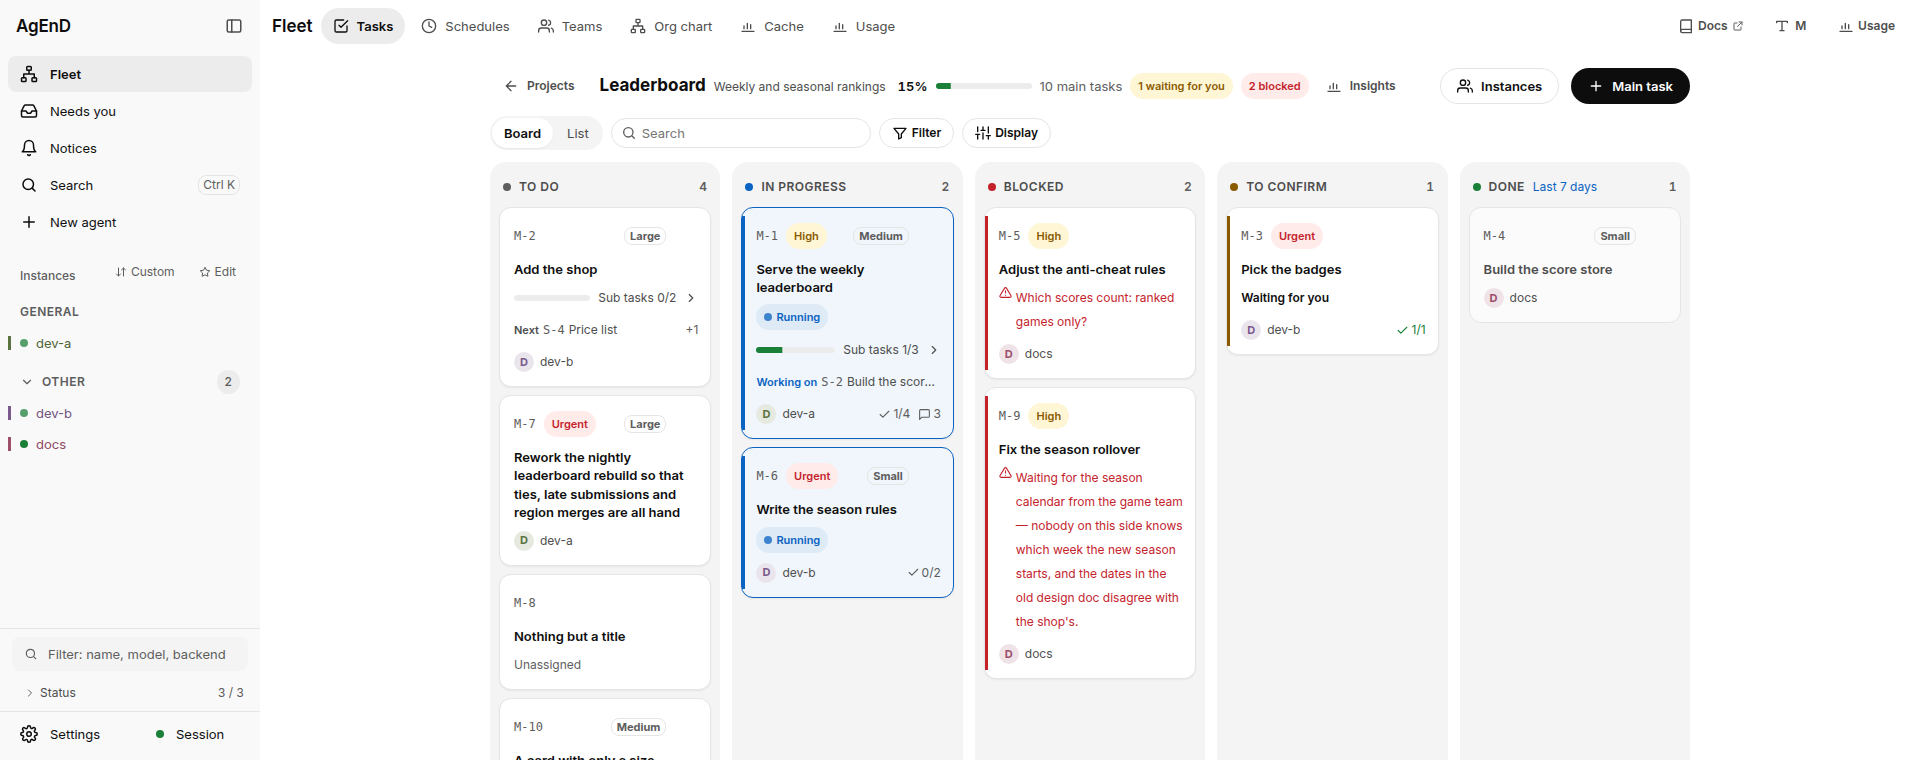 AgEnD
Fleet
Needs you
Notices
Search Ctrl K
New agent
Instances Custom Edit
GENERAL
dev-a
OTHER 2
dev-b
docs
Filter: name, model, backend
Status 3 / 3
Settings Session
Fleet Tasks Schedules Teams Org chart Cache Usage Docs M Usage
Projects Leaderboard Weekly and seasonal rankings 15% 10 main tasks 1 waiting for you 2 blocked Insights Instances Main task
Board List Search Filter Display
TO DO 4
M-2 Large
Add the shop
Sub tasks 0/2
Next S-4 Price list +1
D dev-b
M-7 Urgent Large
Rework the nightly
leaderboard rebuild so that
ties, late submissions and
region merges are all hand
D dev-a
M-8
Nothing but a title
Unassigned
M-10 Medium
A card with only a size
IN PROGRESS 2
M-1 High Medium
Serve the weekly
leaderboard
Running
Sub tasks 1/3
Working on S-2 Build the scor...
D dev-a 1/4 3
M-6 Urgent Small
Write the season rules
Running
D dev-b 0/2
BLOCKED 2
M-5 High
Adjust the anti-cheat rules
Which scores count: ranked
games only?
D docs
M-9 High
Fix the season rollover
Waiting for the season
calendar from the game team
— nobody on this side knows
which week the new season
starts, and the dates in the
old design doc disagree with
the shop's.
D docs
TO CONFIRM 1
M-3 Urgent
Pick the badges
Waiting for you
D dev-b 1/1
DONE Last 7 days 1
M-4 Small
Build the score store
D docs